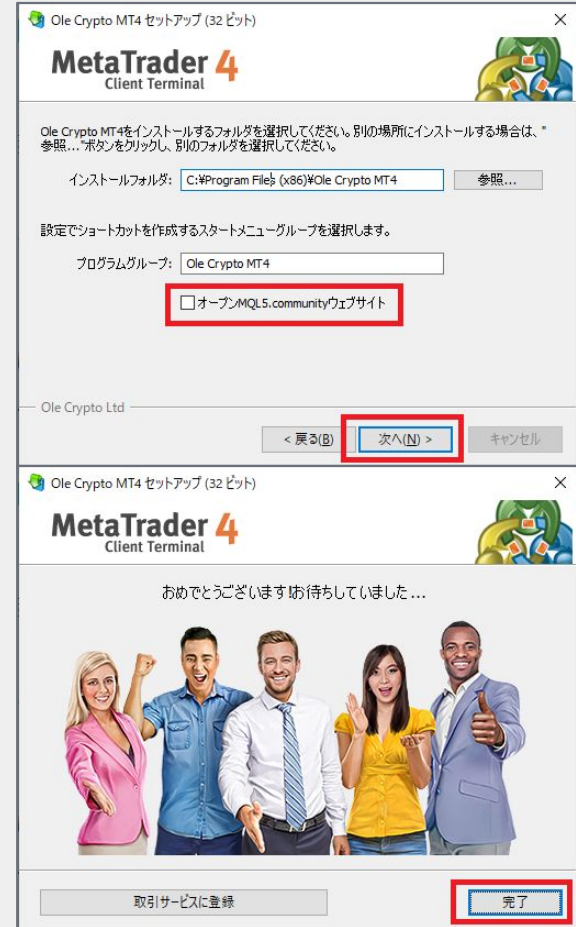 Ole Crypto MT4 セットアップ (32 ビット)
MetaTrader 4
Client Terminal
Ole Crypto MT4をインストールするフォルダを選択してください。別の場所にインストールする場合は、"
参照..."ボタンをクリックし、別のフォルダを選択してください。
インストールフォルダ: C:¥Program Files (x86)¥Ole Crypto MT4 参照...
設定でショートカットを作成するスタートメニューグループを選択します。
プログラムグループ: Ole Crypto MT4
オープンMQL5.communityウェブサイト
Ole Crypto Ltd
< 戻る(B) 次へ(N) > キャンセル
Ole Crypto MT4 セットアップ (32 ビット)
MetaTrader 4
Client Terminal
おめでとうございます!お待ちしていました...
取引サービスに登録 完了